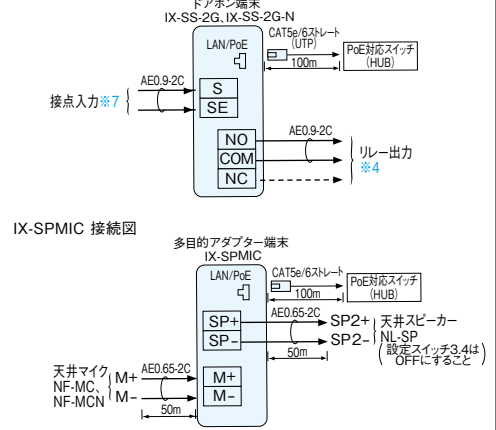 ドアホン端末
IX-SS-2G、IX-SS-2G-N
LAN/PoE
CAT5e/6ストレート
(UTP)
100m
PoE対応スイッチ
(HUB)
AE0.9-2C
接点入力※7
S
SE
NO
COM
NC
AE0.9-2C
リレー出力
※4
IX-SPMIC 接続図
多目的アダプター端末
IX-SPMIC
LAN/PoE
CAT5e/6ストレート
100m
PoE対応スイッチ
(HUB)
SP+
SP-
AE0.65-2C
50m
SP2+
SP2-
天井スピーカー
NL-SP
(設定スイッチ3.4は
OFFにすること)
天井マイク
NF-MC、
NF-MCN
M+
M-
AE0.65-2C
50m
M+
M-